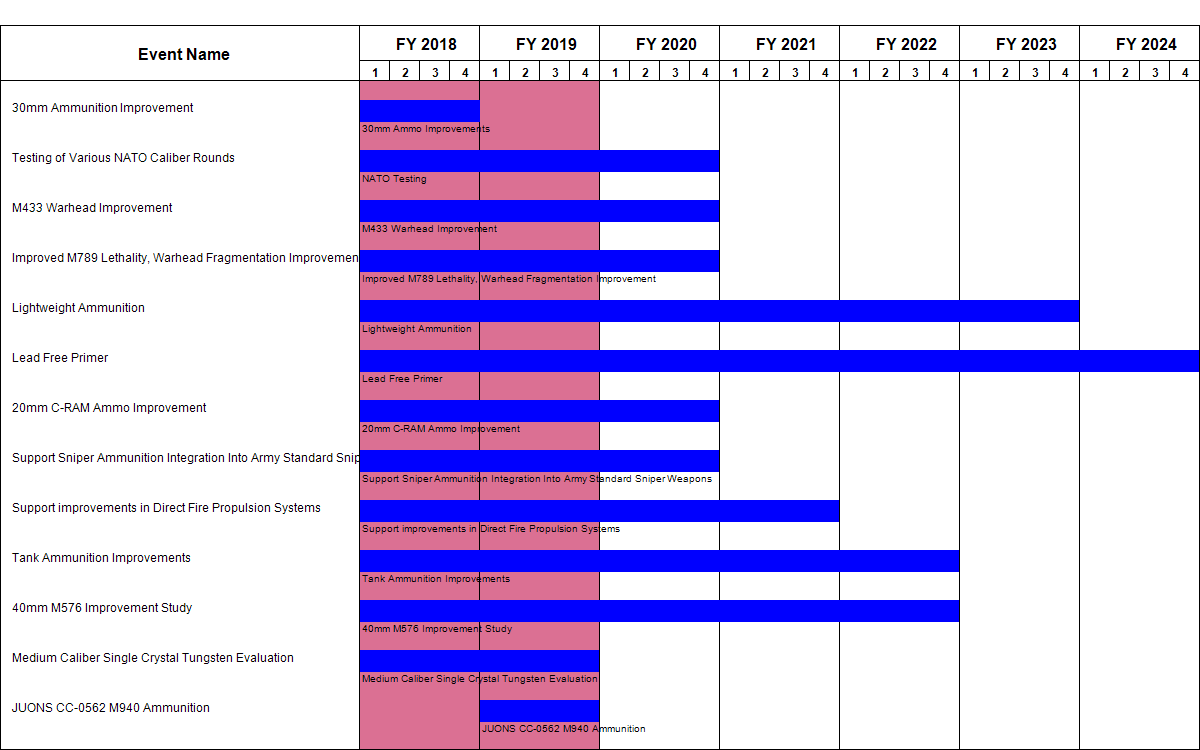 Event Name FY 2018 FY 2019 FY 2020 FY 2021 FY 2022 FY 2023 FY 2024
1 2 3 4 1 2 3 4 1 2 3 4 1 2 3 4 1 2 3 4 1 2 3 4 1 2 3 4
30mm Ammunition Improvement
30mm Ammo Improvements
Testing of Various NATO Caliber Rounds
NATO Testing
M433 Warhead Improvement
M433 Warhead Improvement
Improved M789 Lethality, Warhead Fragmentation Improvemen
Improved M789 Lethality, Warhead Fragmentation Improvement
Lightweight Ammunition
Lightweight Ammunition
Lead Free Primer
Lead Free Primer
20mm C-RAM Ammo Improvement
20mm C-RAM Ammo Improvement
Support Sniper Ammunition Integration Into Army Standard Snip
Support Sniper Ammunition Integration Into Army Standard Sniper Weapons
Support improvements in Direct Fire Propulsion Systems
Support improvements in Direct Fire Propulsion Systems
Tank Ammunition Improvements
Tank Ammunition Improvements
40mm M576 Improvement Study
40mm M576 Improvement Study
Medium Caliber Single Crystal Tungsten Evaluation
Medium Caliber Single Crystal Tungsten Evaluation
JUONS CC-0562 M940 Ammunition
JUONS CC-0562 M940 Ammunition